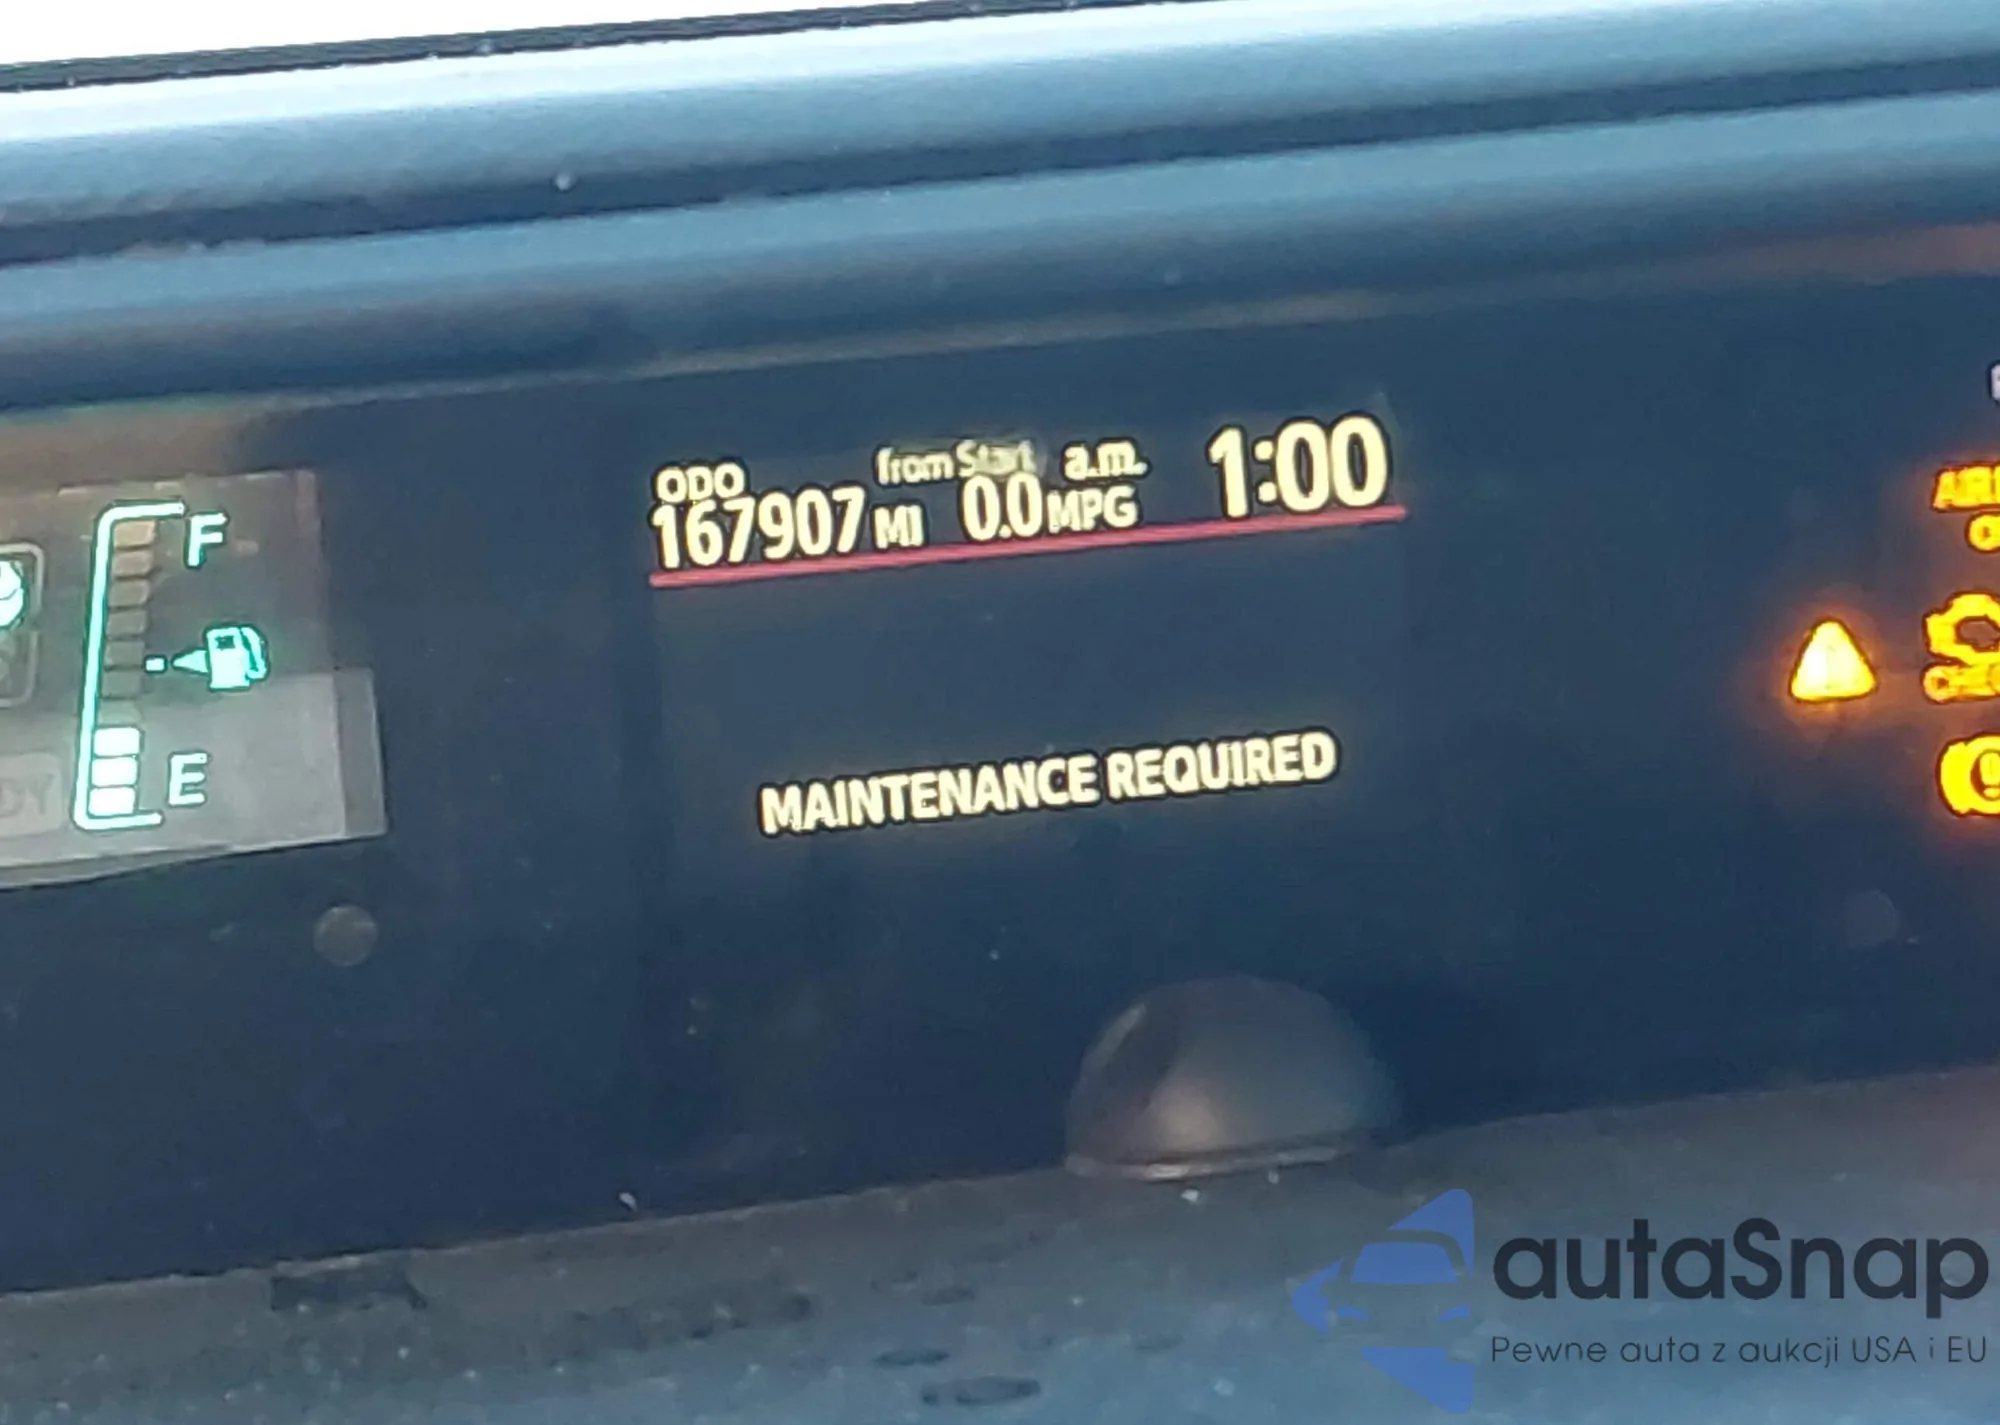 ODO from Start a.m. 1:00
167907 MI 0.0 MPG
F
E
MAINTENANCE REQUIRED
autaSnap
Pewne auta z aukcji USA i EU